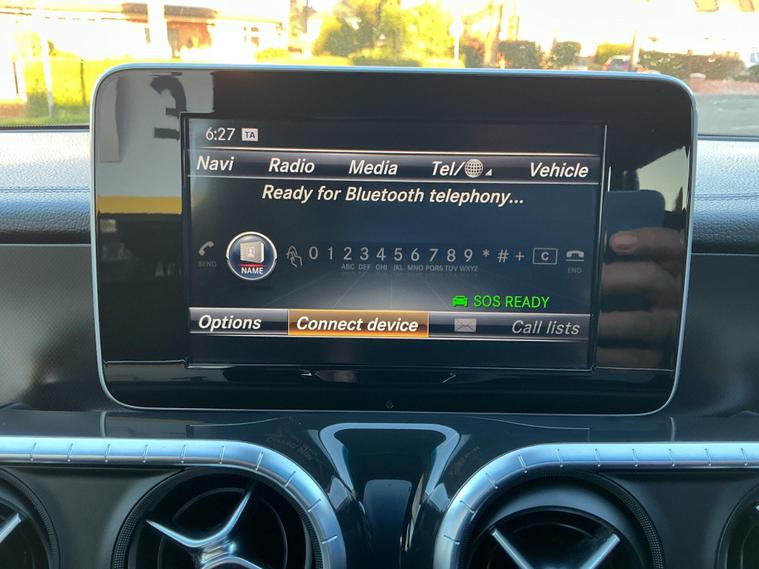 6:27 TA
Navi Radio Media Tel/ Vehicle
Ready for Bluetooth telephony...
0 1 2 3 4 5 6 7 8 9 * # + C
ABC DEF GHI JKL MNO PQRS TUV WXYZ
SEND NAME END
SOS READY
Options Connect device Call lists